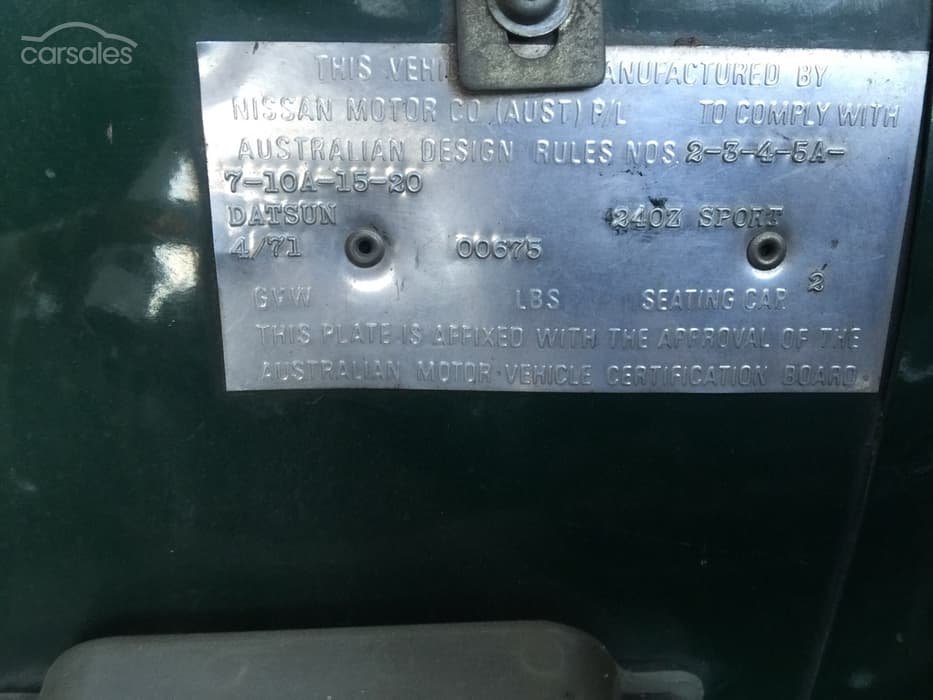 carsales
THIS VEHI ANUFACTURED BY
NISSAN MOTOR CO.(AUST) P/L TO COMPLY WITH
AUSTRALIAN DESIGN RULES NOS. 2-3-4-5A-
7-10A-15-20
DATSUN 240Z SPORT
4/71 00675
GVW LBS SEATING CAP 2
THIS PLATE IS AFFIXED WITH THE APPROVAL OF THE
AUSTRALIAN MOTOR VEHICLE CERTIFICATION BOARD